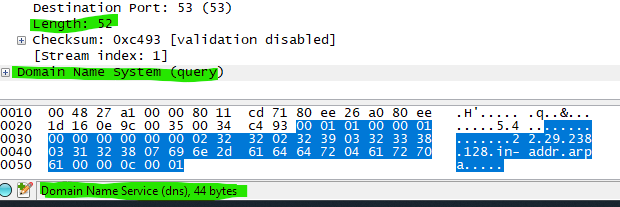 Destination Port: 53 (53)
Length: 52
Checksum: 0xc493 [validation disabled]
[Stream index: 1]
Domain Name System (query)
0010 00 48 27 a1 00 00 80 11 cd 71 80 ee 26 a0 80 ee .H'..... .q..&...
0020 1d 16 0e 9c 00 35 00 34 c4 93 00 01 01 00 00 01 .....5.4 ........
0030 00 00 00 00 00 00 02 32 32 02 32 39 03 32 33 38 .......2 2.29.238
0040 03 31 32 38 07 69 6e 2d 61 64 64 72 04 61 72 70 .128.in- addr.arp
0050 61 00 00 0c 00 01 a.....
Domain Name Service (dns), 44 bytes